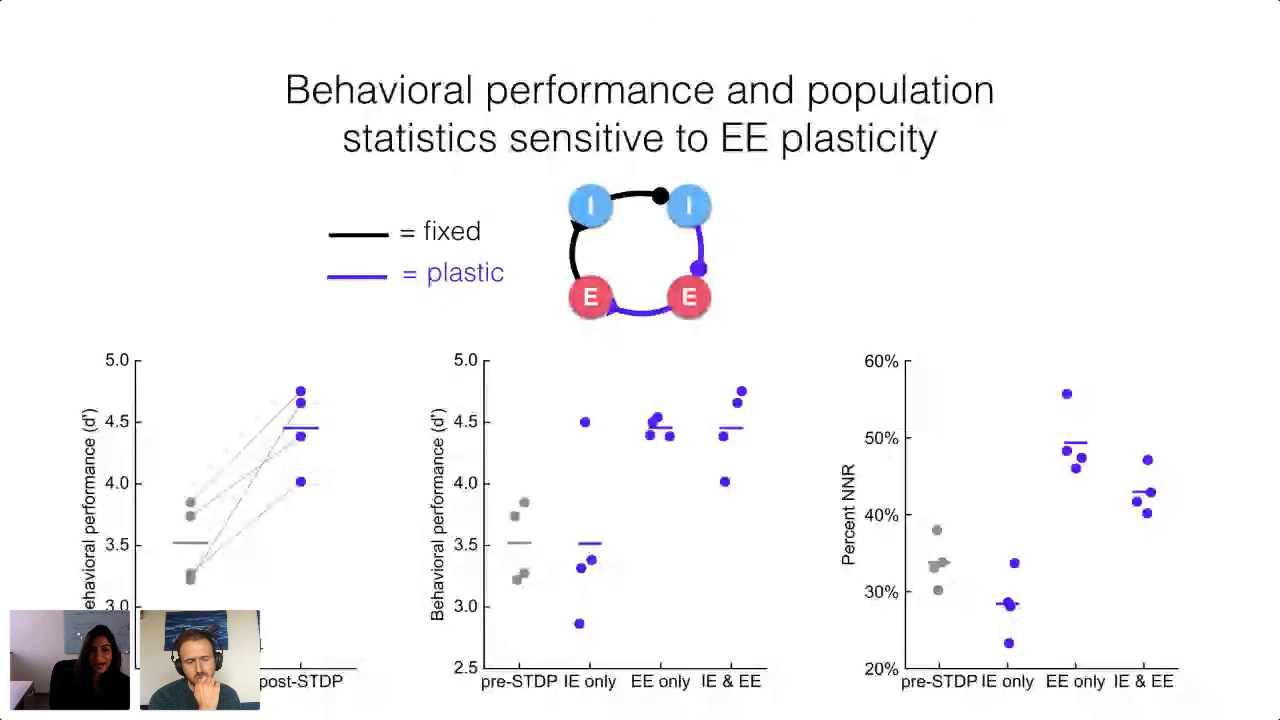 Behavioral performance and population
statistics sensitive to EE plasticity
I I
= fixed
= plastic
E E
5.0
4.5
4.0
3.5
3.0
ehavioral performance (d')
post-STDP
5.0
4.5
4.0
3.5
3.0
2.5
Behavioral performance (d')
pre-STDP IE only EE only IE & EE
60%
50%
40%
30%
20%
Percent NNR
pre-STDP IE only EE only IE & EE